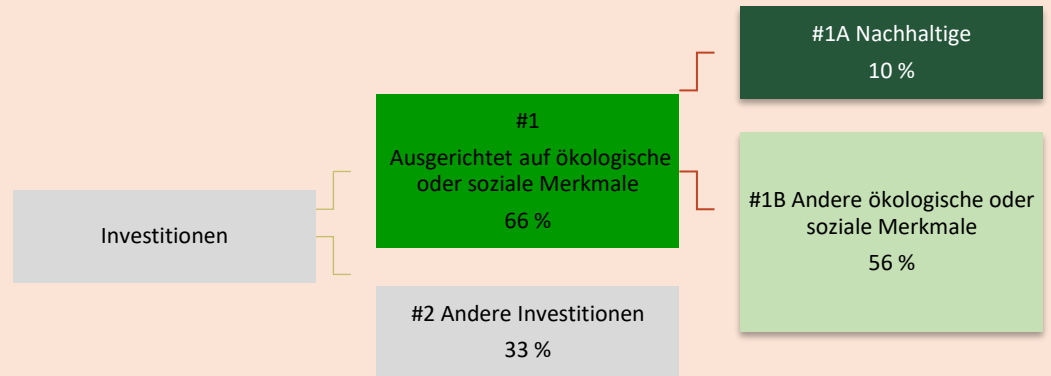 Investitionen
#1
Ausgerichtet auf ökologische
oder soziale Merkmale
66 %
#2 Andere Investitionen
33 %
#1A Nachhaltige
10 %
#1B Andere ökologische oder
soziale Merkmale
56 %